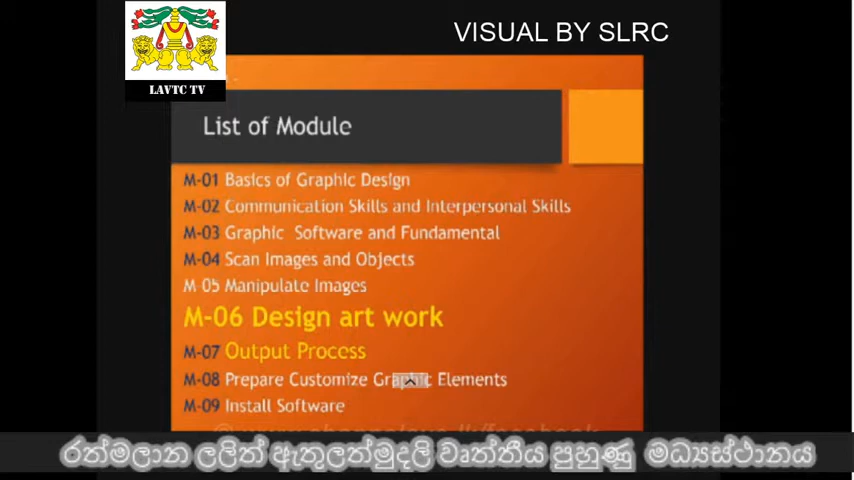 VISUAL BY SLRC
LAVTC TV
List of Module
M-01 Basics of Graphic Design
M-02 Communication Skills and Interpersonal Skills
M-03 Graphic Software and Fundamental
M-04 Scan Images and Objects
M-05 Manipulate Images
M-06 Design art work
M-07 Output Process
M-08 Prepare Customize Graphic Elements
M-09 Install Software
රත්මලාන ලලිත් ඇතුලත්මුදලි වෘත්තීය පුහුණු මධ්‍යස්ථානය